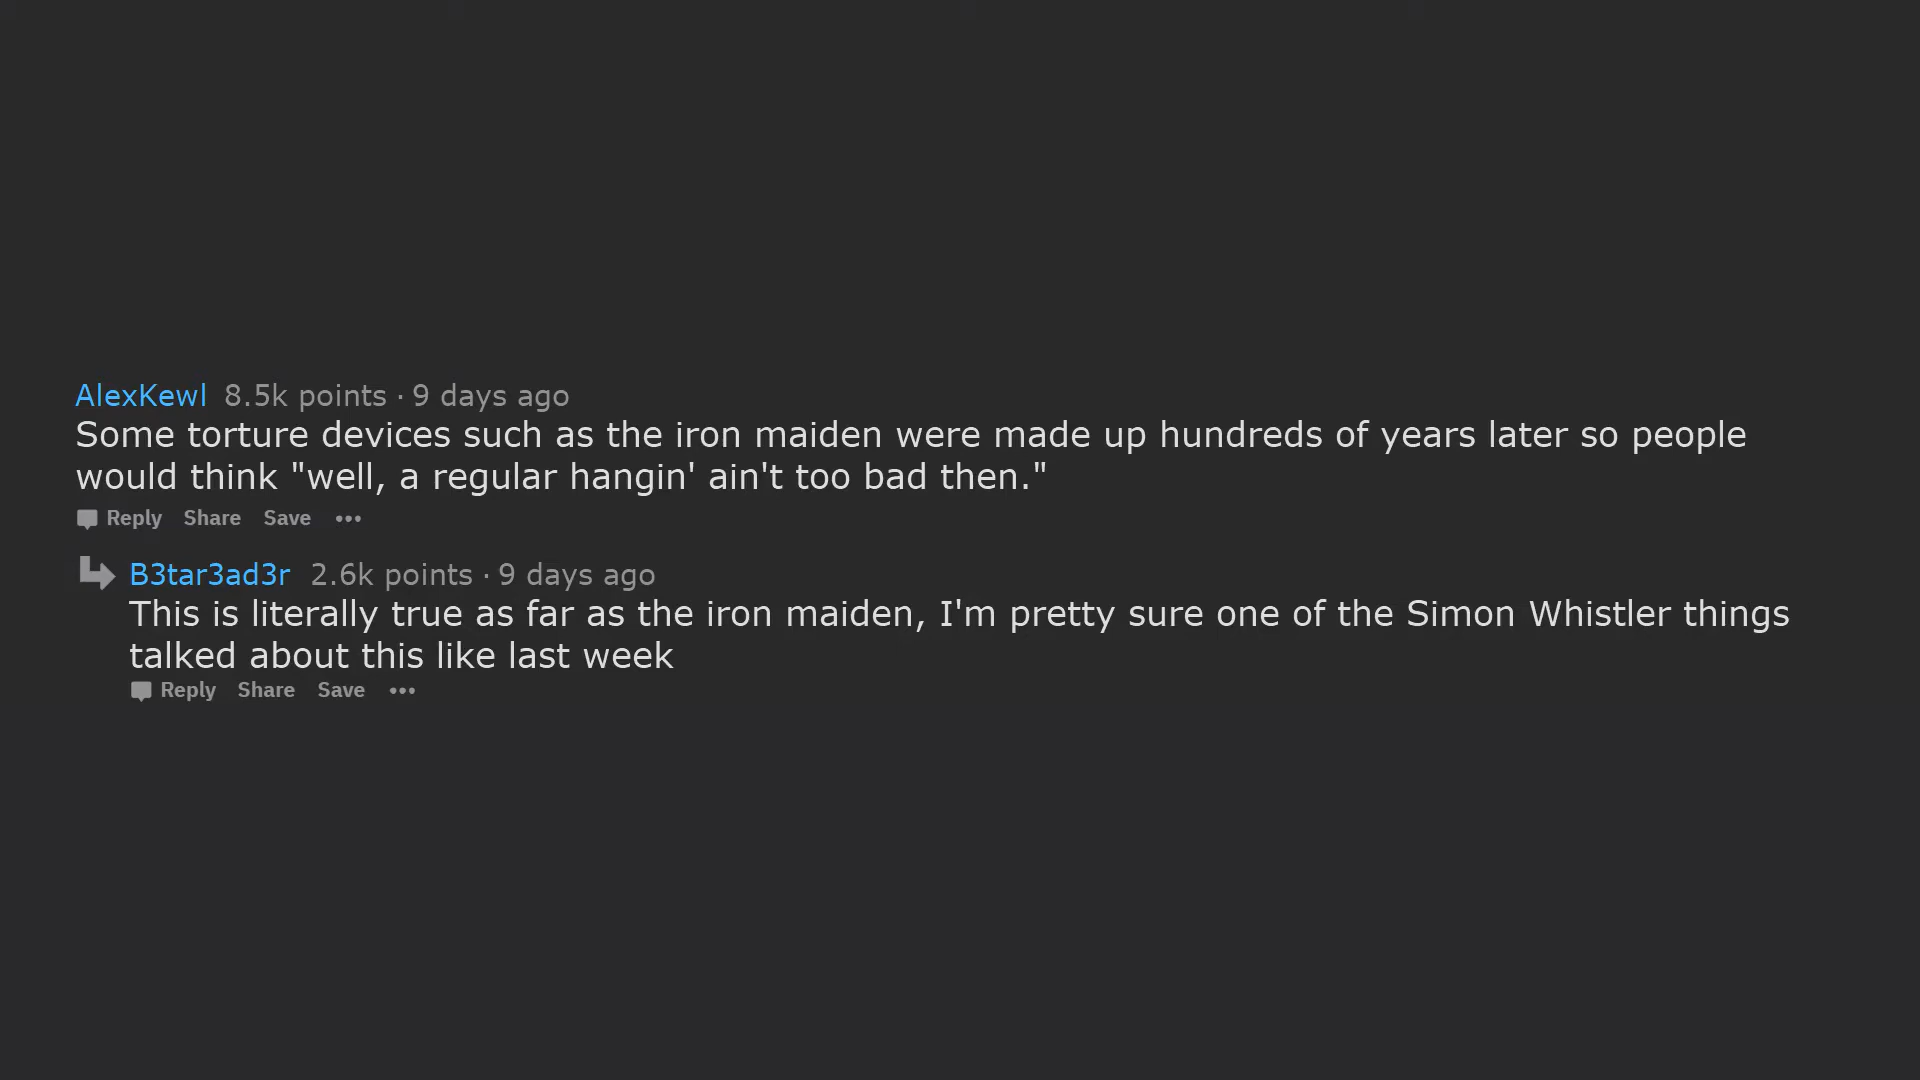 AlexKewl 8.5k points · 9 days ago
Some torture devices such as the iron maiden were made up hundreds of years later so people
would think "well, a regular hangin' ain't too bad then."
Reply Share Save •••
B3tar3ad3r 2.6k points · 9 days ago
This is literally true as far as the iron maiden, I'm pretty sure one of the Simon Whistler things
talked about this like last week
Reply Share Save •••